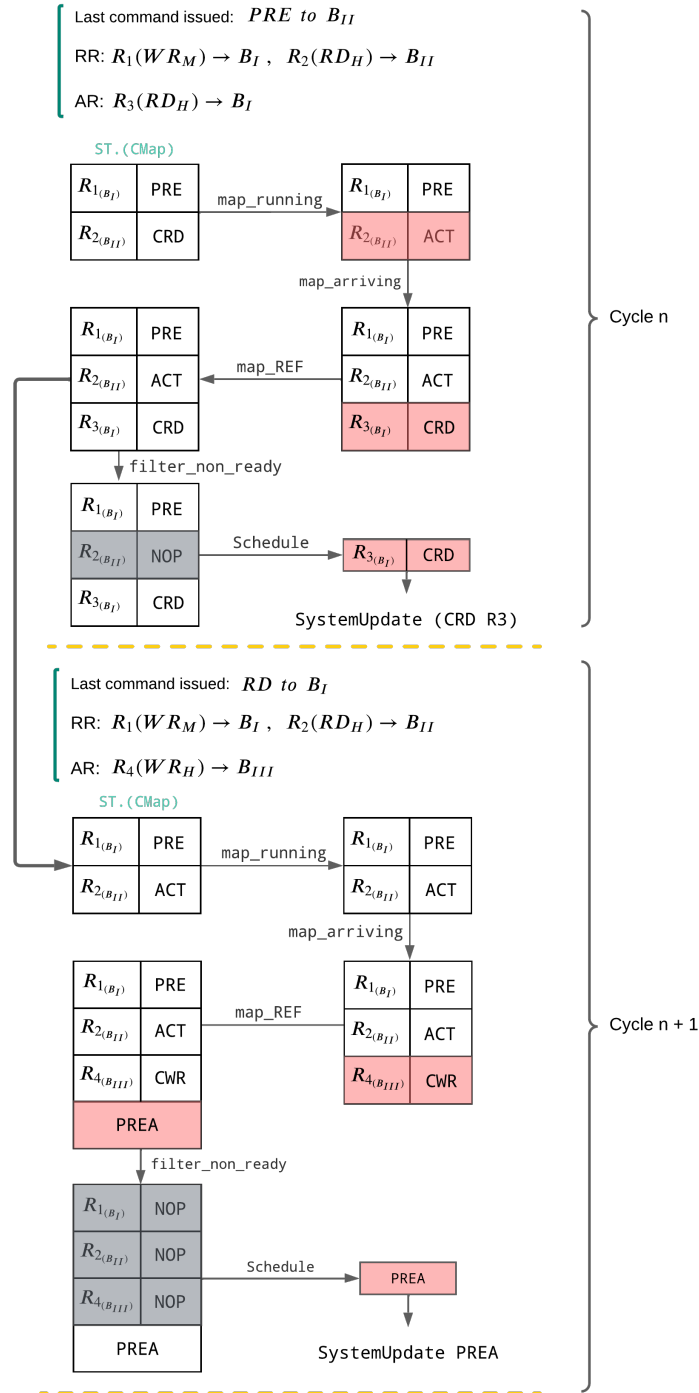 Last command issued: PRE to B_II
RR: R_1(WR_M) → B_I , R_2(RD_H) → B_II
AR: R_3(RD_H) → B_I
ST.(CMap)
R_1(B_I) PRE
R_2(B_II) CRD
map_running
R_1(B_I) PRE
R_2(B_II) ACT
map_arriving
R_1(B_I) PRE
R_2(B_II) ACT
R_3(B_I) CRD
map_REF
R_1(B_I) PRE
R_2(B_II) ACT
R_3(B_I) CRD
Cycle n
filter_non_ready
R_1(B_I) PRE
R_2(B_II) NOP
R_3(B_I) CRD
Schedule
R_3(B_I) CRD
SystemUpdate (CRD R3)
Last command issued: RD to B_I
RR: R_1(WR_M) → B_I , R_2(RD_H) → B_II
AR: R_4(WR_H) → B_III
ST.(CMap)
R_1(B_I) PRE
R_2(B_II) ACT
map_running
R_1(B_I) PRE
R_2(B_II) ACT
map_arriving
R_1(B_I) PRE
R_2(B_II) ACT
R_4(B_III) CWR
map_REF
R_1(B_I) PRE
R_2(B_II) ACT
R_4(B_III) CWR
PREA
Cycle n + 1
filter_non_ready
R_1(B_I) NOP
R_2(B_II) NOP
R_4(B_III) NOP
PREA
Schedule
PREA
SystemUpdate PREA